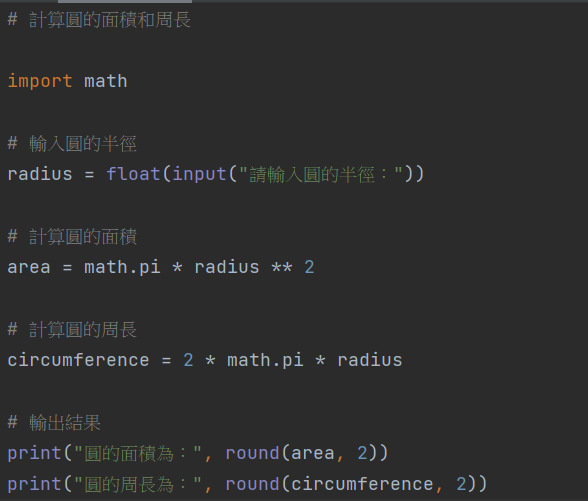 # 計算圓的面積和周長
import math
# 輸入圓的半徑
radius = float(input("請輸入圓的半徑："))
# 計算圓的面積
area = math.pi * radius ** 2
# 計算圓的周長
circumference = 2 * math.pi * radius
# 輸出結果
print("圓的面積為：", round(area, 2))
print("圓的周長為：", round(circumference, 2))